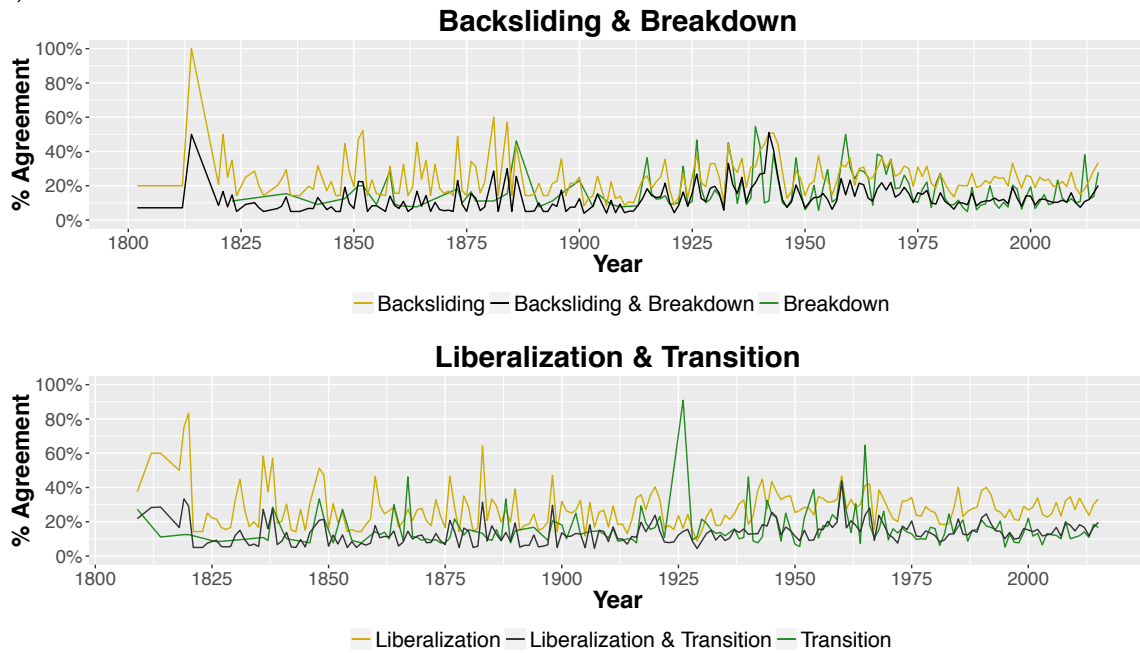 Backsliding & Breakdown
% Agreement
100%
80%
60%
40%
20%
0%
1800 1825 1850 1875 1900 1925 1950 1975 2000
Year
Backsliding Backsliding & Breakdown Breakdown
Liberalization & Transition
% Agreement
100%
80%
60%
40%
20%
0%
1800 1825 1850 1875 1900 1925 1950 1975 2000
Year
Liberalization Liberalization & Transition Transition